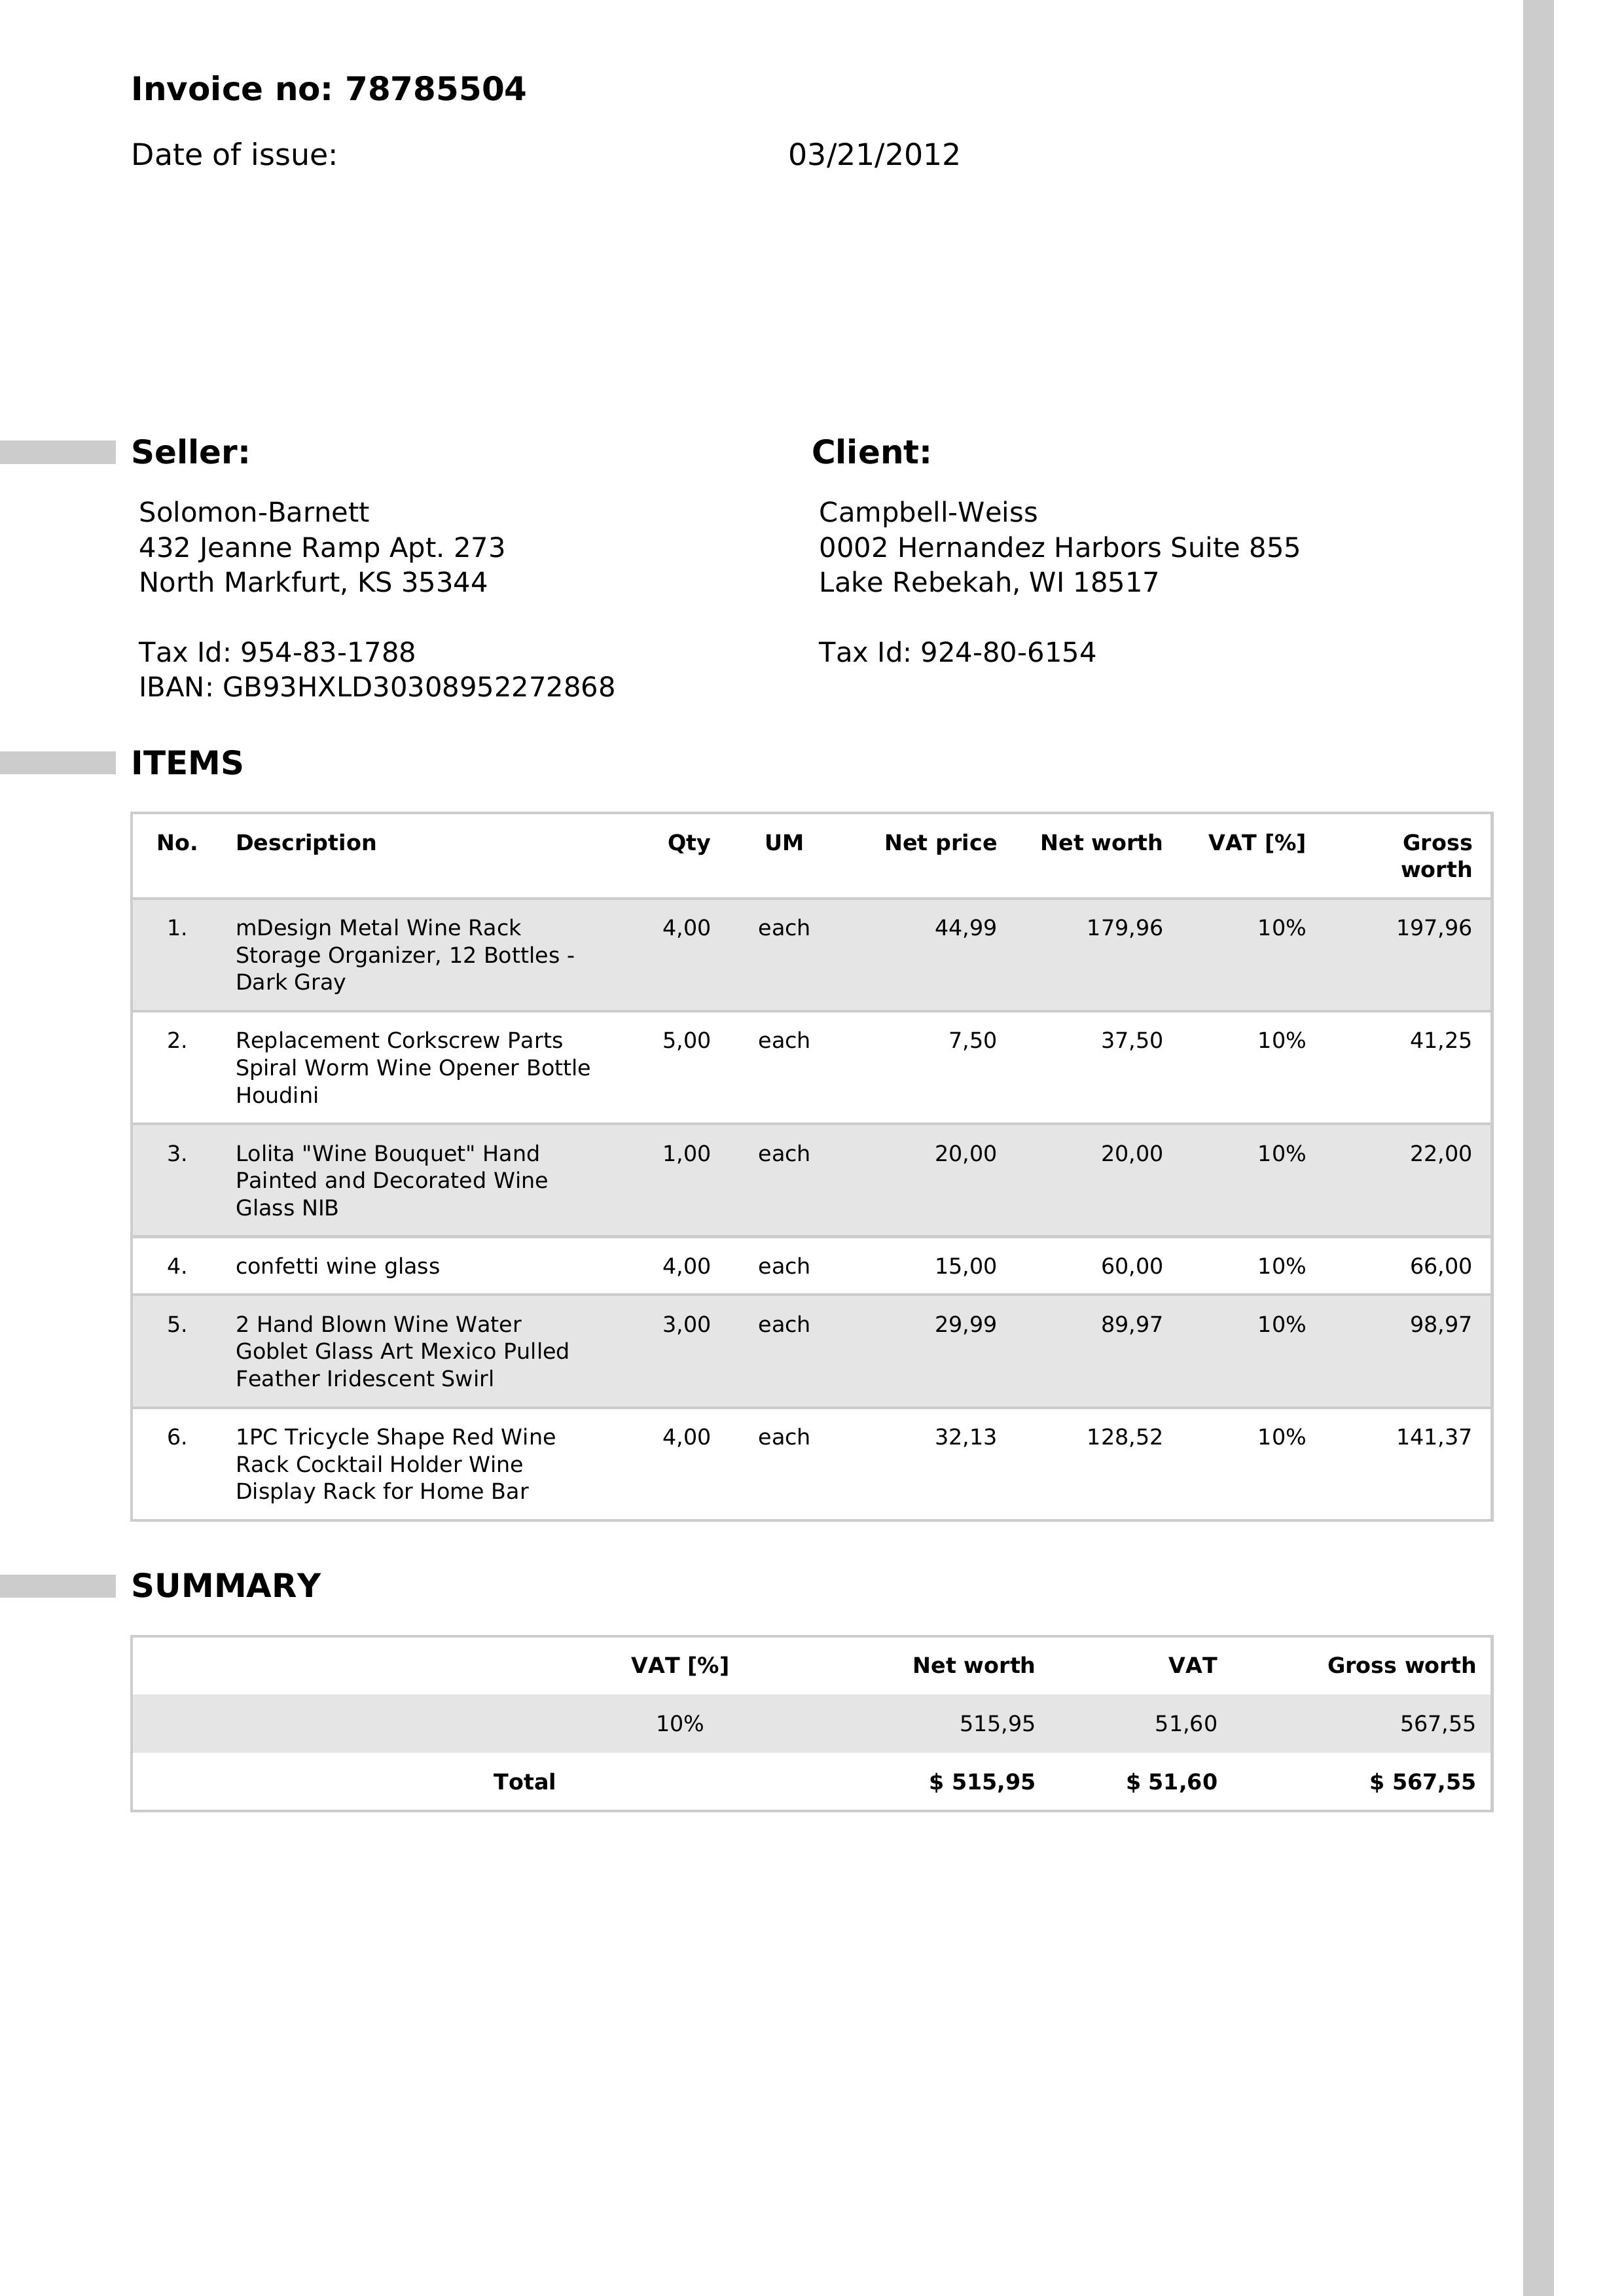 Invoice no: 78785504
Date of issue: 03/21/2012
Seller:
Solomon-Barnett
432 Jeanne Ramp Apt. 273
North Markfurt, KS 35344
Tax Id: 954-83-1788
IBAN: GB93HXLD30308952272868
Client:
Campbell-Weiss
0002 Hernandez Harbors Suite 855
Lake Rebekah, WI 18517
Tax Id: 924-80-6154
ITEMS
No. Description Qty UM Net price Net worth VAT [%] Gross
worth
1. mDesign Metal Wine Rack 4,00 each 44,99 179,96 10% 197,96
Storage Organizer, 12 Bottles -
Dark Gray
2. Replacement Corkscrew Parts 5,00 each 7,50 37,50 10% 41,25
Spiral Worm Wine Opener Bottle
Houdini
3. Lolita "Wine Bouquet" Hand 1,00 each 20,00 20,00 10% 22,00
Painted and Decorated Wine
Glass NIB
4. confetti wine glass 4,00 each 15,00 60,00 10% 66,00
5. 2 Hand Blown Wine Water 3,00 each 29,99 89,97 10% 98,97
Goblet Glass Art Mexico Pulled
Feather Iridescent Swirl
6. 1PC Tricycle Shape Red Wine 4,00 each 32,13 128,52 10% 141,37
Rack Cocktail Holder Wine
Display Rack for Home Bar
SUMMARY
VAT [%] Net worth VAT Gross worth
10% 515,95 51,60 567,55
Total $ 515,95 $ 51,60 $ 567,55